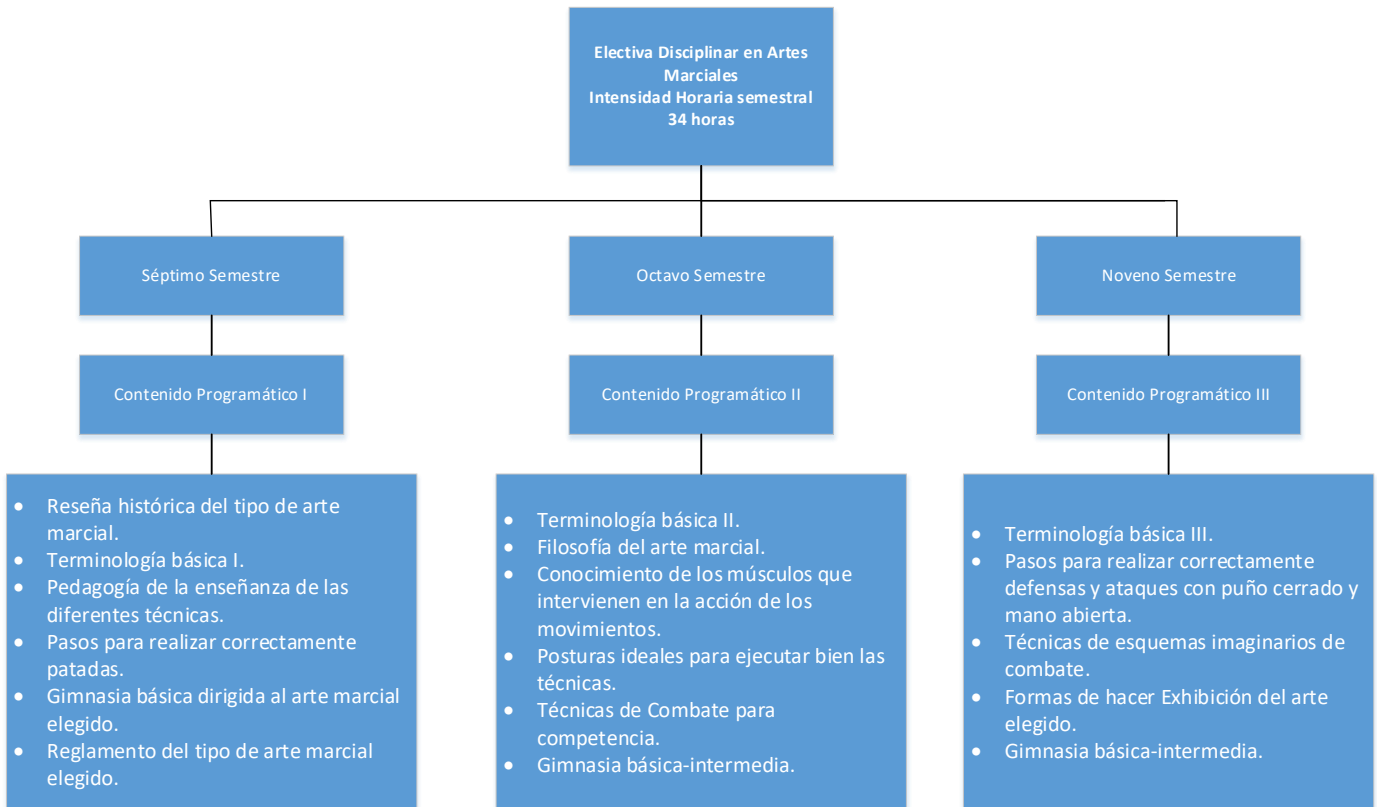 Electiva Disciplinar en Artes
Marciales
Intensidad Horaria semestral
34 horas
Séptimo Semestre
Octavo Semestre
Noveno Semestre
Contenido Programático I
Contenido Programático II
Contenido Programático III
• Reseña histórica del tipo de arte
marcial.
• Terminología básica I.
• Pedagogía de la enseñanza de las
diferentes técnicas.
• Pasos para realizar correctamente
patadas.
• Gimnasia básica dirigida al arte marcial
elegido.
• Reglamento del tipo de arte marcial
elegido.
• Terminología básica II.
• Filosofía del arte marcial.
• Conocimiento de los músculos que
intervienen en la acción de los
movimientos.
• Posturas ideales para ejecutar bien las
técnicas.
• Técnicas de Combate para
competencia.
• Gimnasia básica-intermedia.
• Terminología básica III.
• Pasos para realizar correctamente
defensas y ataques con puño cerrado y
mano abierta.
• Técnicas de esquemas imaginarios de
combate.
• Formas de hacer Exhibición del arte
elegido.
• Gimnasia básica-intermedia.